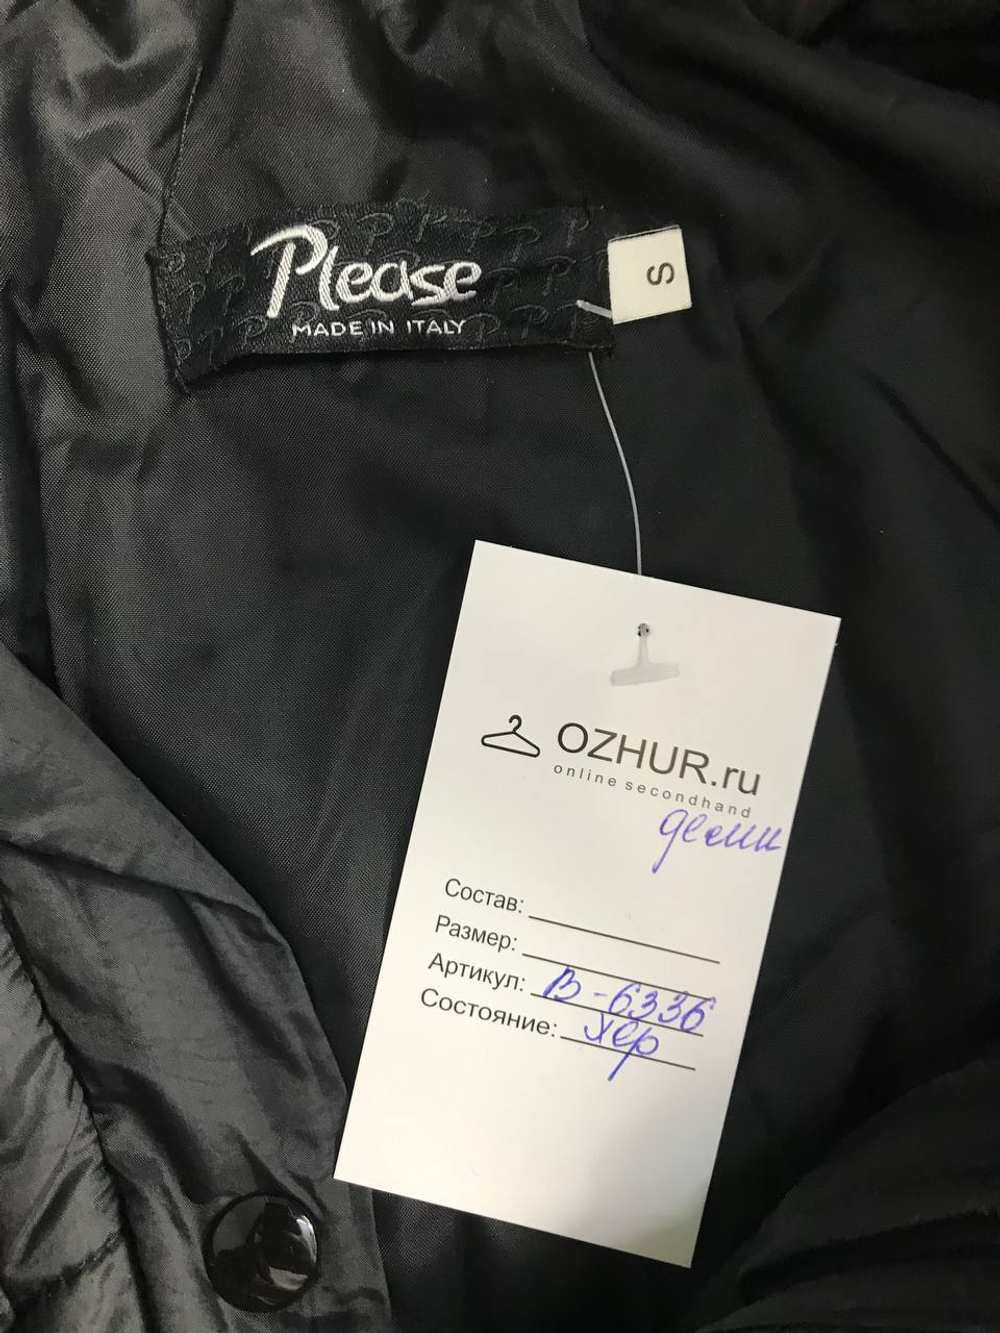 Please
MADE IN ITALY
S
OZHUR.ru
online secondhand
деми
Состав:
Размер:
Артикул: В-6336
Состояние: хор